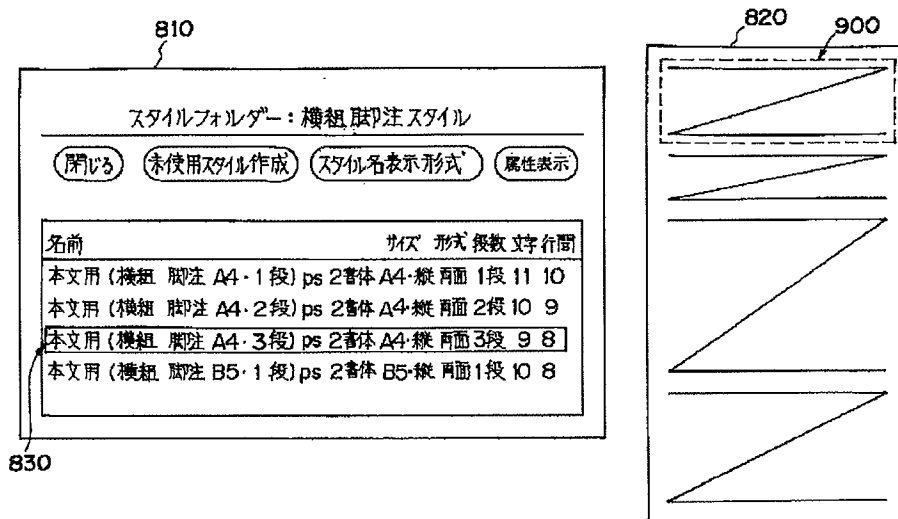 810
820
900
スタイルフォルダー：横組脚注スタイル
閉じる 未使用スタイル作成 スタイル名表示形式 属性表示
名前 サイズ 形式 段数 文字 行間
本文用 (横組 脚注 A4・1段) ps 2書体 A4・縦 両面 1段 11 10
本文用 (横組 脚注 A4・2段) ps 2書体 A4・縦 両面 2段 10 9
本文用 (横組 脚注 A4・3段) ps 2書体 A4・縦 両面 3段 9 8
本文用 (横組 脚注 B5・1段) ps 2書体 B5・縦 両面 1段 10 8
830